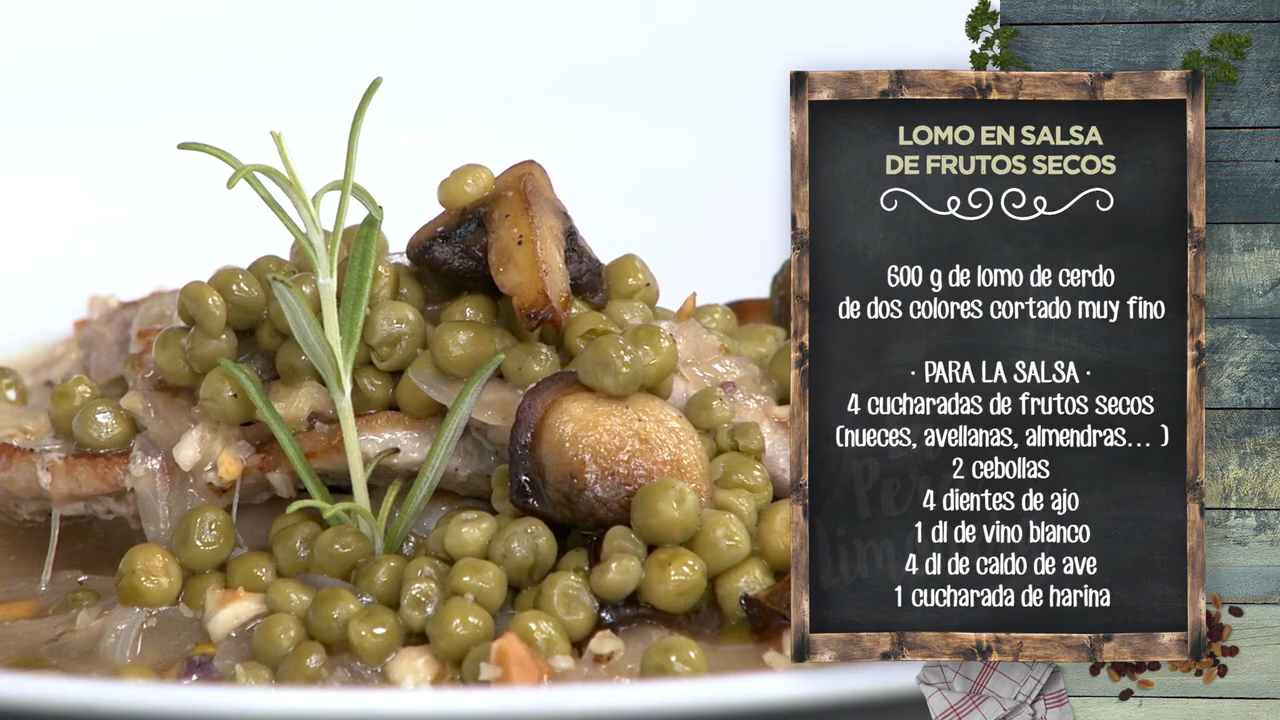 LOMO EN SALSA
DE FRUTOS SECOS
600 g de lomo de cerdo
de dos colores cortado muy fino
· PARA LA SALSA ·
4 cucharadas de frutos secos
(nueces, avellanas, almendras... )
2 cebollas
4 dientes de ajo
1 dl de vino blanco
4 dl de caldo de ave
1 cucharada de harina